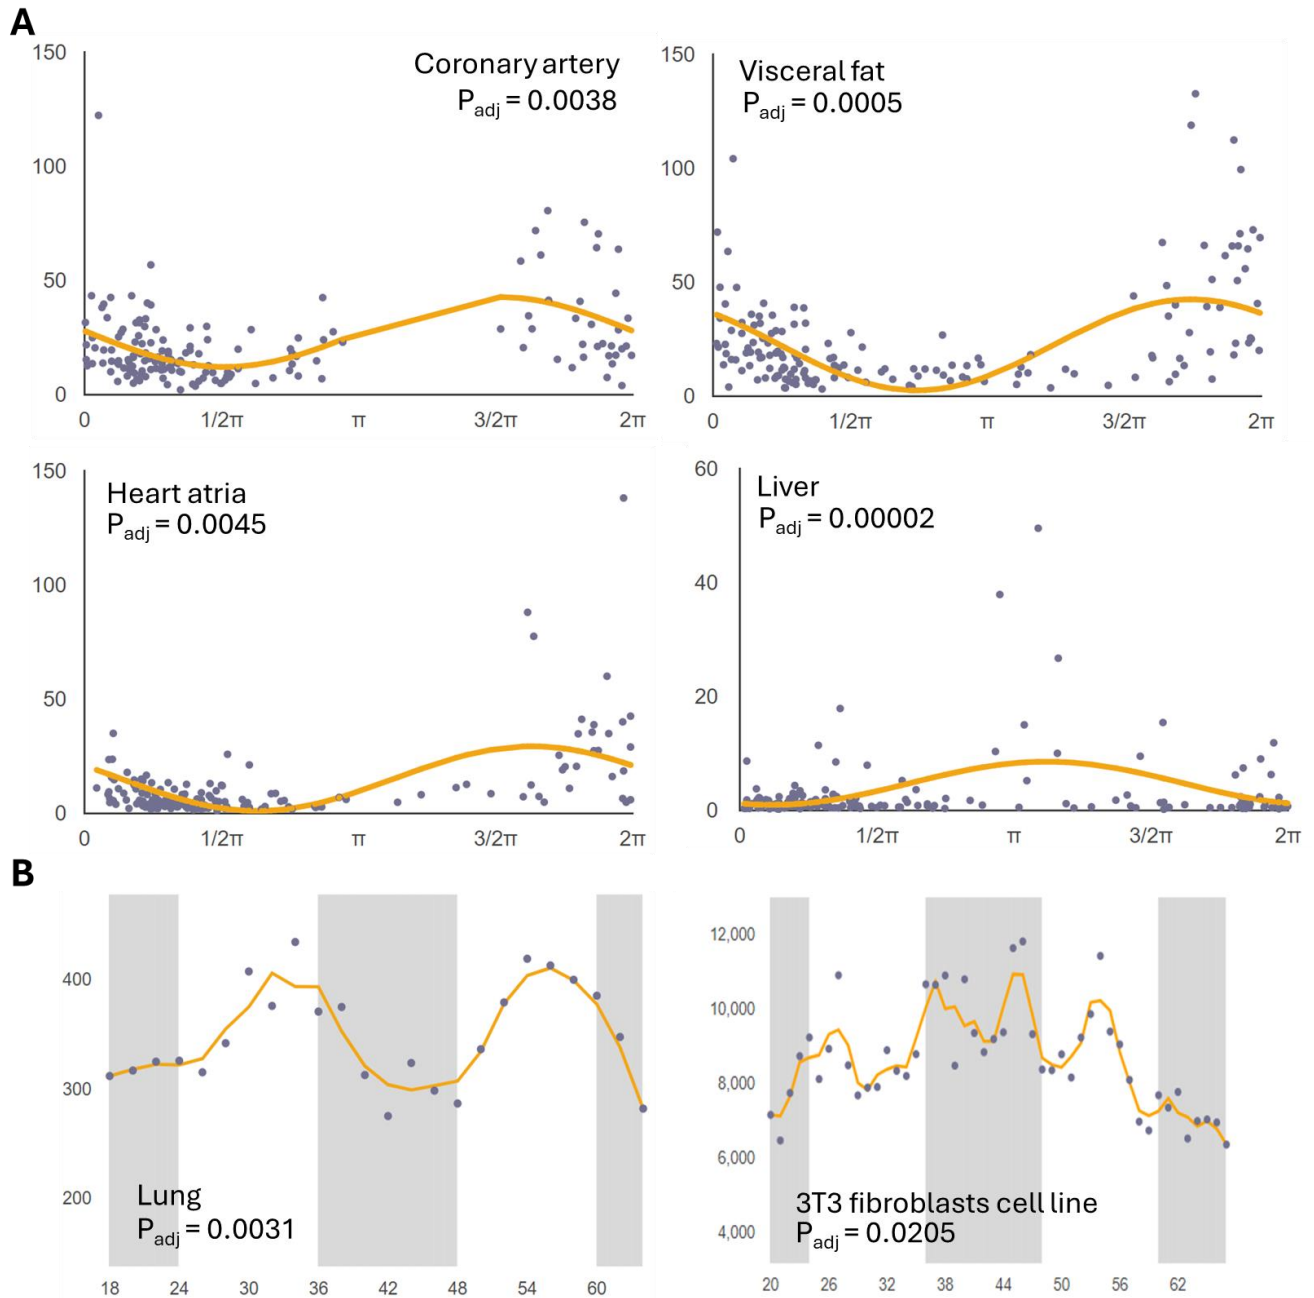 A
150
100
50
0
Coronary artery
Padj = 0.0038
0 1/2π π 3/2π 2π
150
100
50
0
Visceral fat
Padj = 0.0005
0 1/2π π 3/2π 2π
150
100
50
0
Heart atria
Padj = 0.0045
0 1/2π π 3/2π 2π
60
40
20
0
Liver
Padj = 0.00002
0 1/2π π 3/2π 2π
B
400
300
200
Lung
Padj = 0.0031
18 24 30 36 42 48 54 60
12,000
10,000
8,000
6,000
4,000
3T3 fibroblasts cell line
Padj = 0.0205
20 26 32 38 44 50 56 62